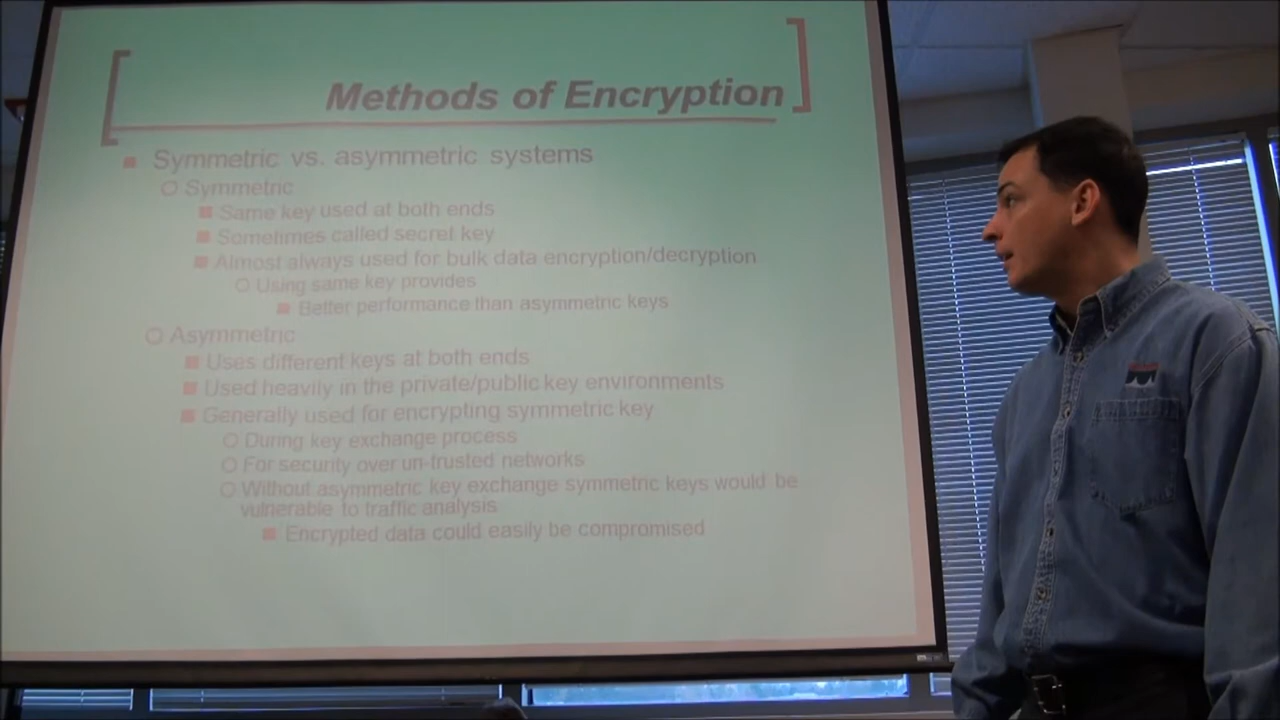 Methods of Encryption
Symmetric vs. asymmetric systems
Symmetric
Same key used at both ends
Sometimes called secret key
Almost always used for bulk data encryption/decryption
Using same key provides
Better performance than asymmetric keys
Asymmetric
Uses different keys at both ends
Used heavily in the private/public key environments
Generally used for encrypting symmetric key
During key exchange process
For security over un-trusted networks
Without asymmetric key exchange symmetric keys would be
vulnerable to traffic analysis
Encrypted data could easily be compromised